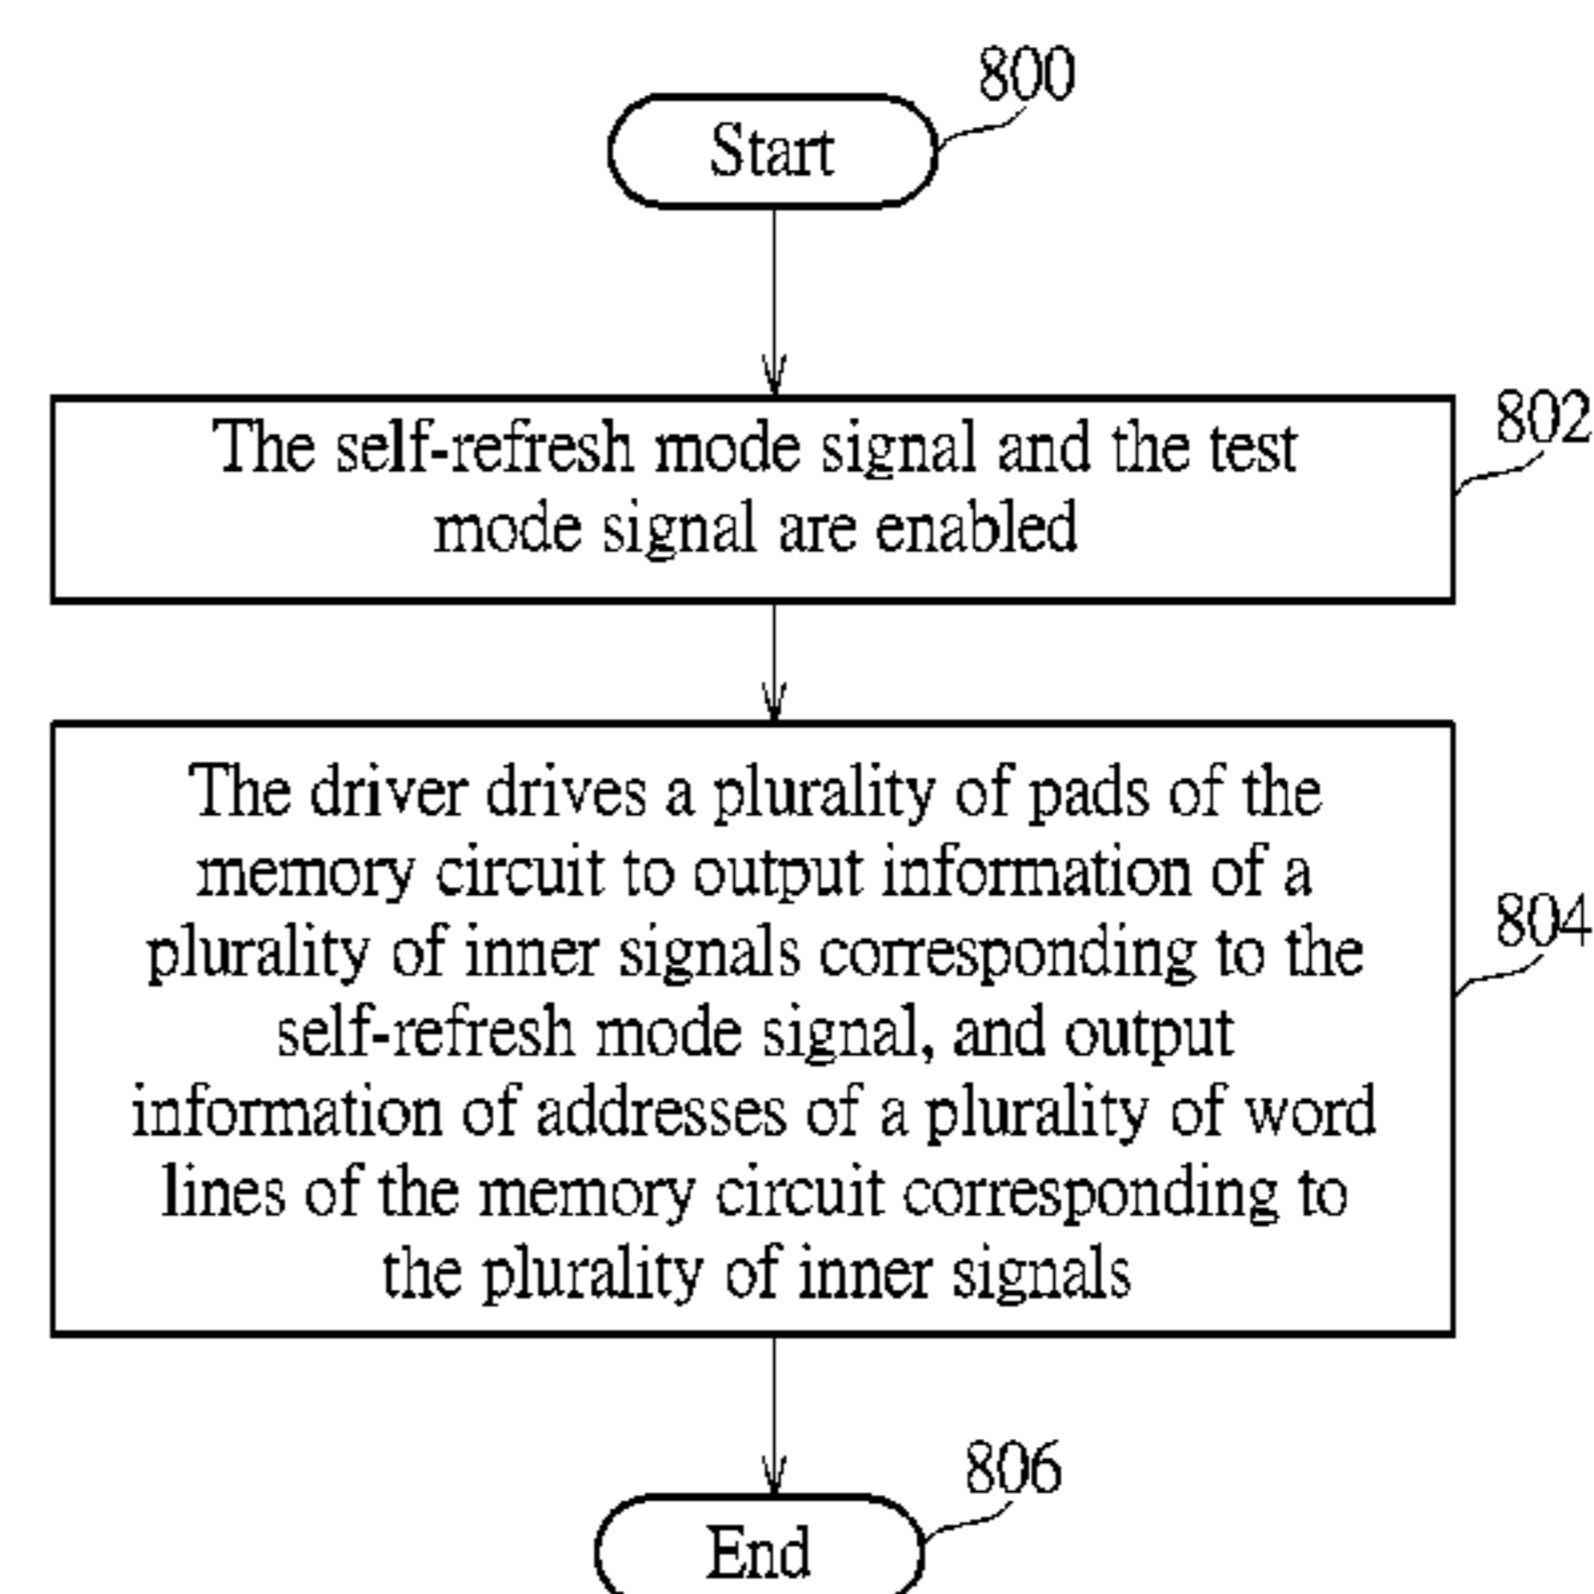 800
Start
802
The self-refresh mode signal and the test
mode signal are enabled
The driver drives a plurality of pads of the
memory circuit to output information of a
plurality of inner signals corresponding to the
804
self-refresh mode signal, and output
information of addresses of a plurality of word
lines of the memory circuit corresponding to
the plurality of inner signals
806
End